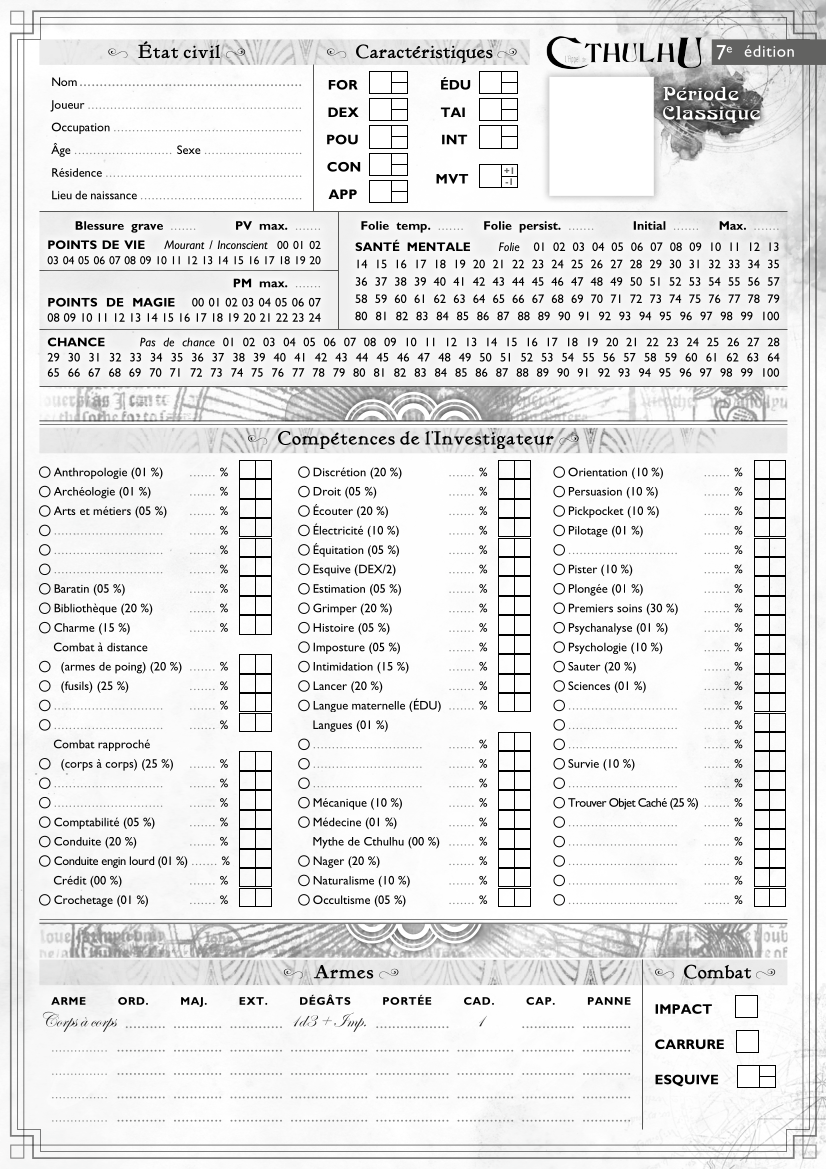 État civil
Nom
Joueur
Occupation
Âge Sexe
Résidence
Lieu de naissance
Caractéristiques
FOR ÉDU
DEX TAI
POU INT
CON
MVT +1 -1
APP
CTHULHU 7e édition
Période
Classique
Blessure grave ....... PV max. .......
POINTS DE VIE Mourant / Inconscient 00 01 02
03 04 05 06 07 08 09 10 11 12 13 14 15 16 17 18 19 20
PM max. .......
POINTS DE MAGIE 00 01 02 03 04 05 06 07
08 09 10 11 12 13 14 15 16 17 18 19 20 21 22 23 24
Folie temp. ....... Folie persist. ....... Initial ....... Max. .......
SANTÉ MENTALE Folie 01 02 03 04 05 06 07 08 09 10 11 12 13
14 15 16 17 18 19 20 21 22 23 24 25 26 27 28 29 30 31 32 33 34 35
36 37 38 39 40 41 42 43 44 45 46 47 48 49 50 51 52 53 54 55 56 57
58 59 60 61 62 63 64 65 66 67 68 69 70 71 72 73 74 75 76 77 78 79
80 81 82 83 84 85 86 87 88 89 90 91 92 93 94 95 96 97 98 99 100
CHANCE Pas de chance 01 02 03 04 05 06 07 08 09 10 11 12 13 14 15 16 17 18 19 20 21 22 23 24 25 26 27 28
29 30 31 32 33 34 35 36 37 38 39 40 41 42 43 44 45 46 47 48 49 50 51 52 53 54 55 56 57 58 59 60 61 62 63 64
65 66 67 68 69 70 71 72 73 74 75 76 77 78 79 80 81 82 83 84 85 86 87 88 89 90 91 92 93 94 95 96 97 98 99 100
Compétences de l'Investigateur
Anthropologie (01 %) ....... %
Archéologie (01 %) ....... %
Arts et métiers (05 %) ....... %
....... %
....... %
....... %
Baratin (05 %) ....... %
Bibliothèque (20 %) ....... %
Charme (15 %) ....... %
Combat à distance
(armes de poing) (20 %) ....... %
(fusils) (25 %) ....... %
....... %
....... %
Combat rapproché
(corps à corps) (25 %) ....... %
....... %
....... %
Comptabilité (05 %) ....... %
Conduite (20 %) ....... %
Conduite engin lourd (01 %) ....... %
Crédit (00 %) ....... %
Crochetage (01 %) ....... %
Discrétion (20 %) ....... %
Droit (05 %) ....... %
Écouter (20 %) ....... %
Électricité (10 %) ....... %
Équitation (05 %) ....... %
Esquive (DEX/2) ....... %
Estimation (05 %) ....... %
Grimper (20 %) ....... %
Histoire (05 %) ....... %
Imposture (05 %) ....... %
Intimidation (15 %) ....... %
Lancer (20 %) ....... %
Langue maternelle (ÉDU) ....... %
Langues (01 %)
....... %
....... %
....... %
Mécanique (10 %) ....... %
Médecine (01 %) ....... %
Mythe de Cthulhu (00 %) ....... %
Nager (20 %) ....... %
Naturalisme (10 %) ....... %
Occultisme (05 %) ....... %
Orientation (10 %) ....... %
Persuasion (10 %) ....... %
Pickpocket (10 %) ....... %
Pilotage (01 %) ....... %
....... %
Pister (10 %) ....... %
Plongée (01 %) ....... %
Premiers soins (30 %) ....... %
Psychanalyse (01 %) ....... %
Psychologie (10 %) ....... %
Sauter (20 %) ....... %
Sciences (01 %) ....... %
....... %
....... %
....... %
Survie (10 %) ....... %
....... %
Trouver Objet Caché (25 %) ....... %
....... %
....... %
....... %
....... %
....... %
Armes
ARME ORD. MAJ. EXT. DÉGÂTS PORTÉE CAD. CAP. PANNE
Corps à corps 1d3 + Imp. 1
Combat
IMPACT
CARRURE
ESQUIVE